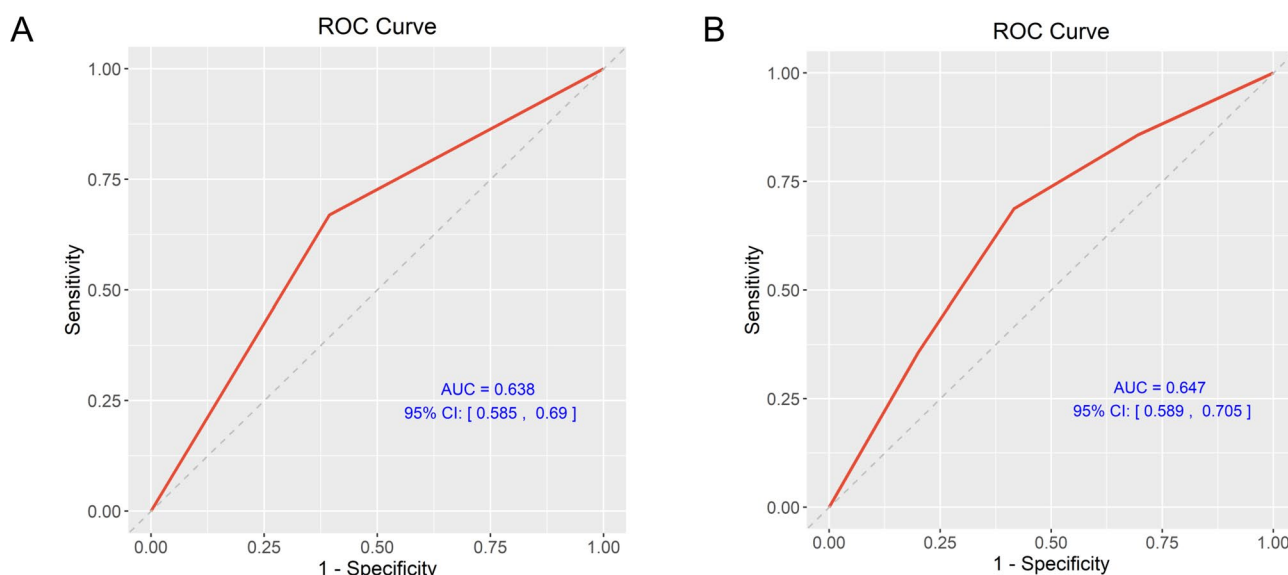 A
ROC Curve
1.00
0.75
0.50
0.25
0.00
Sensitivity
AUC = 0.638
95% CI: [ 0.585 , 0.69 ]
0.00 0.25 0.50 0.75 1.00
1 - Specificity
B
ROC Curve
1.00
0.75
0.50
0.25
0.00
Sensitivity
AUC = 0.647
95% CI: [ 0.589 , 0.705 ]
0.00 0.25 0.50 0.75 1.00
1 - Specificity